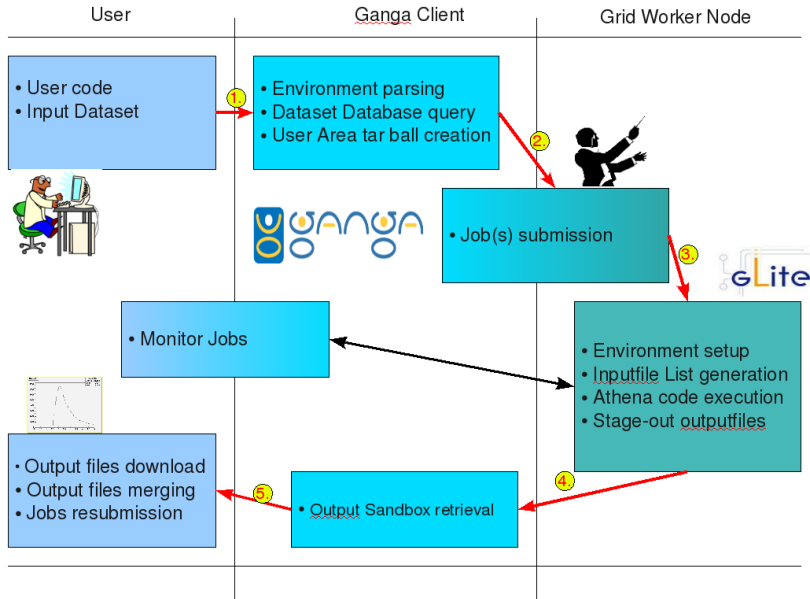 User
Ganga Client
Grid Worker Node
• User code
• Input Dataset
1.
• Environment parsing
• Dataset Database query
• User Area tar ball creation
2.
ganga
• Job(s) submission
3.
gLite
• Monitor Jobs
• Environment setup
• Inputfile List generation
• Athena code execution
• Stage-out outputfiles
4.
• Output Sandbox retrieval
5.
• Output files download
• Output files merging
• Jobs resubmission